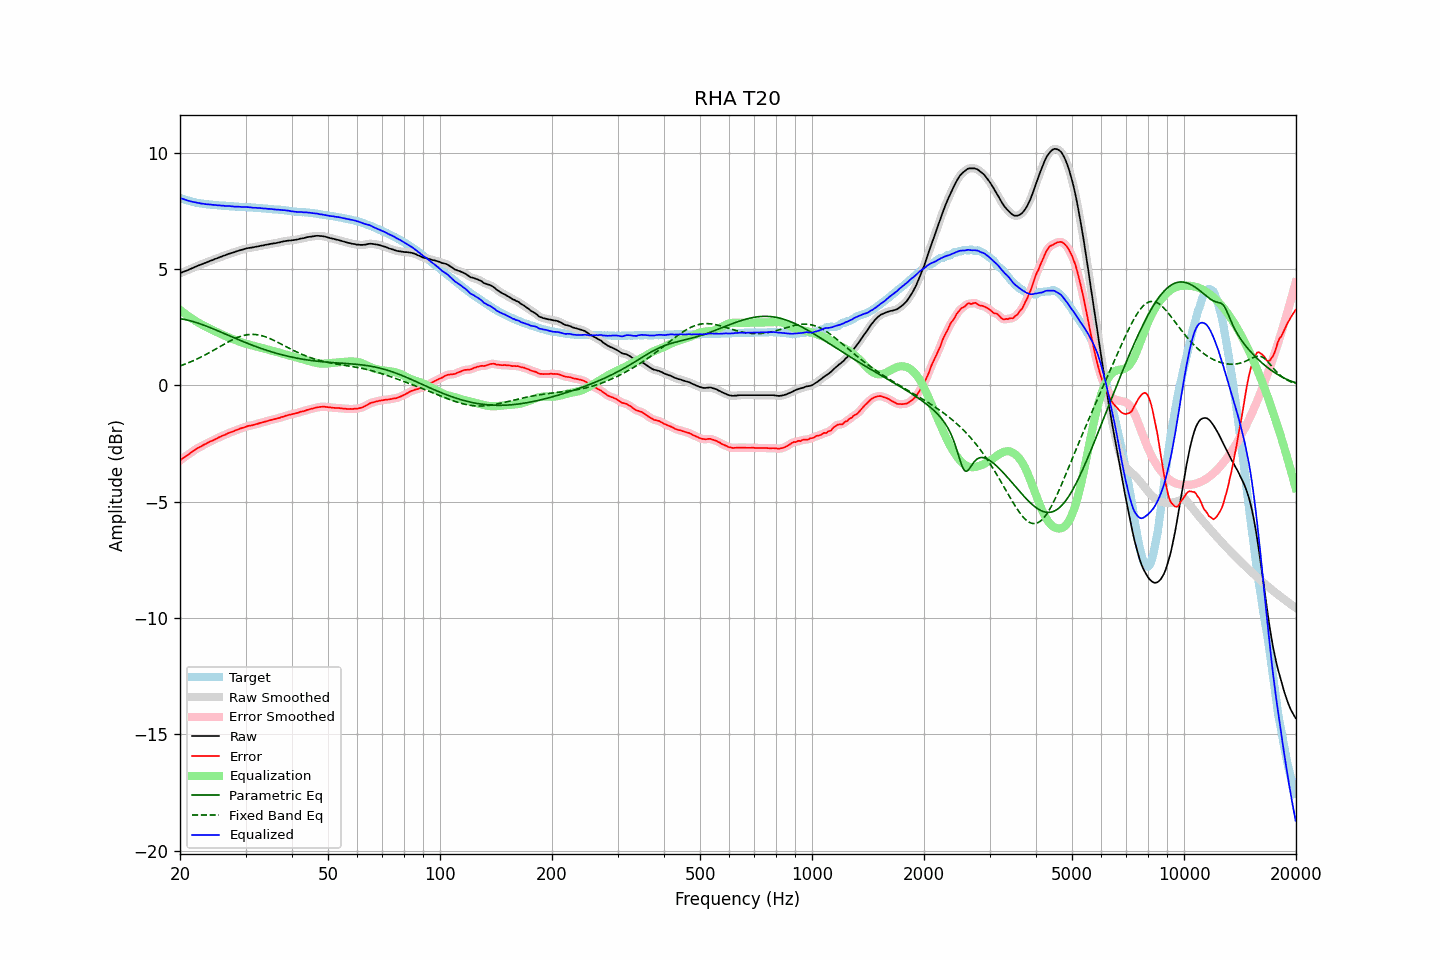 RHA T20
Amplitude (dBr)
10
5
0
−5
−10
−15
−20
Target
Raw Smoothed
Error Smoothed
Raw
Error
Equalization
Parametric Eq
Fixed Band Eq
Equalized
20 50 100 200 500 1000 2000 5000 10000 20000
Frequency (Hz)